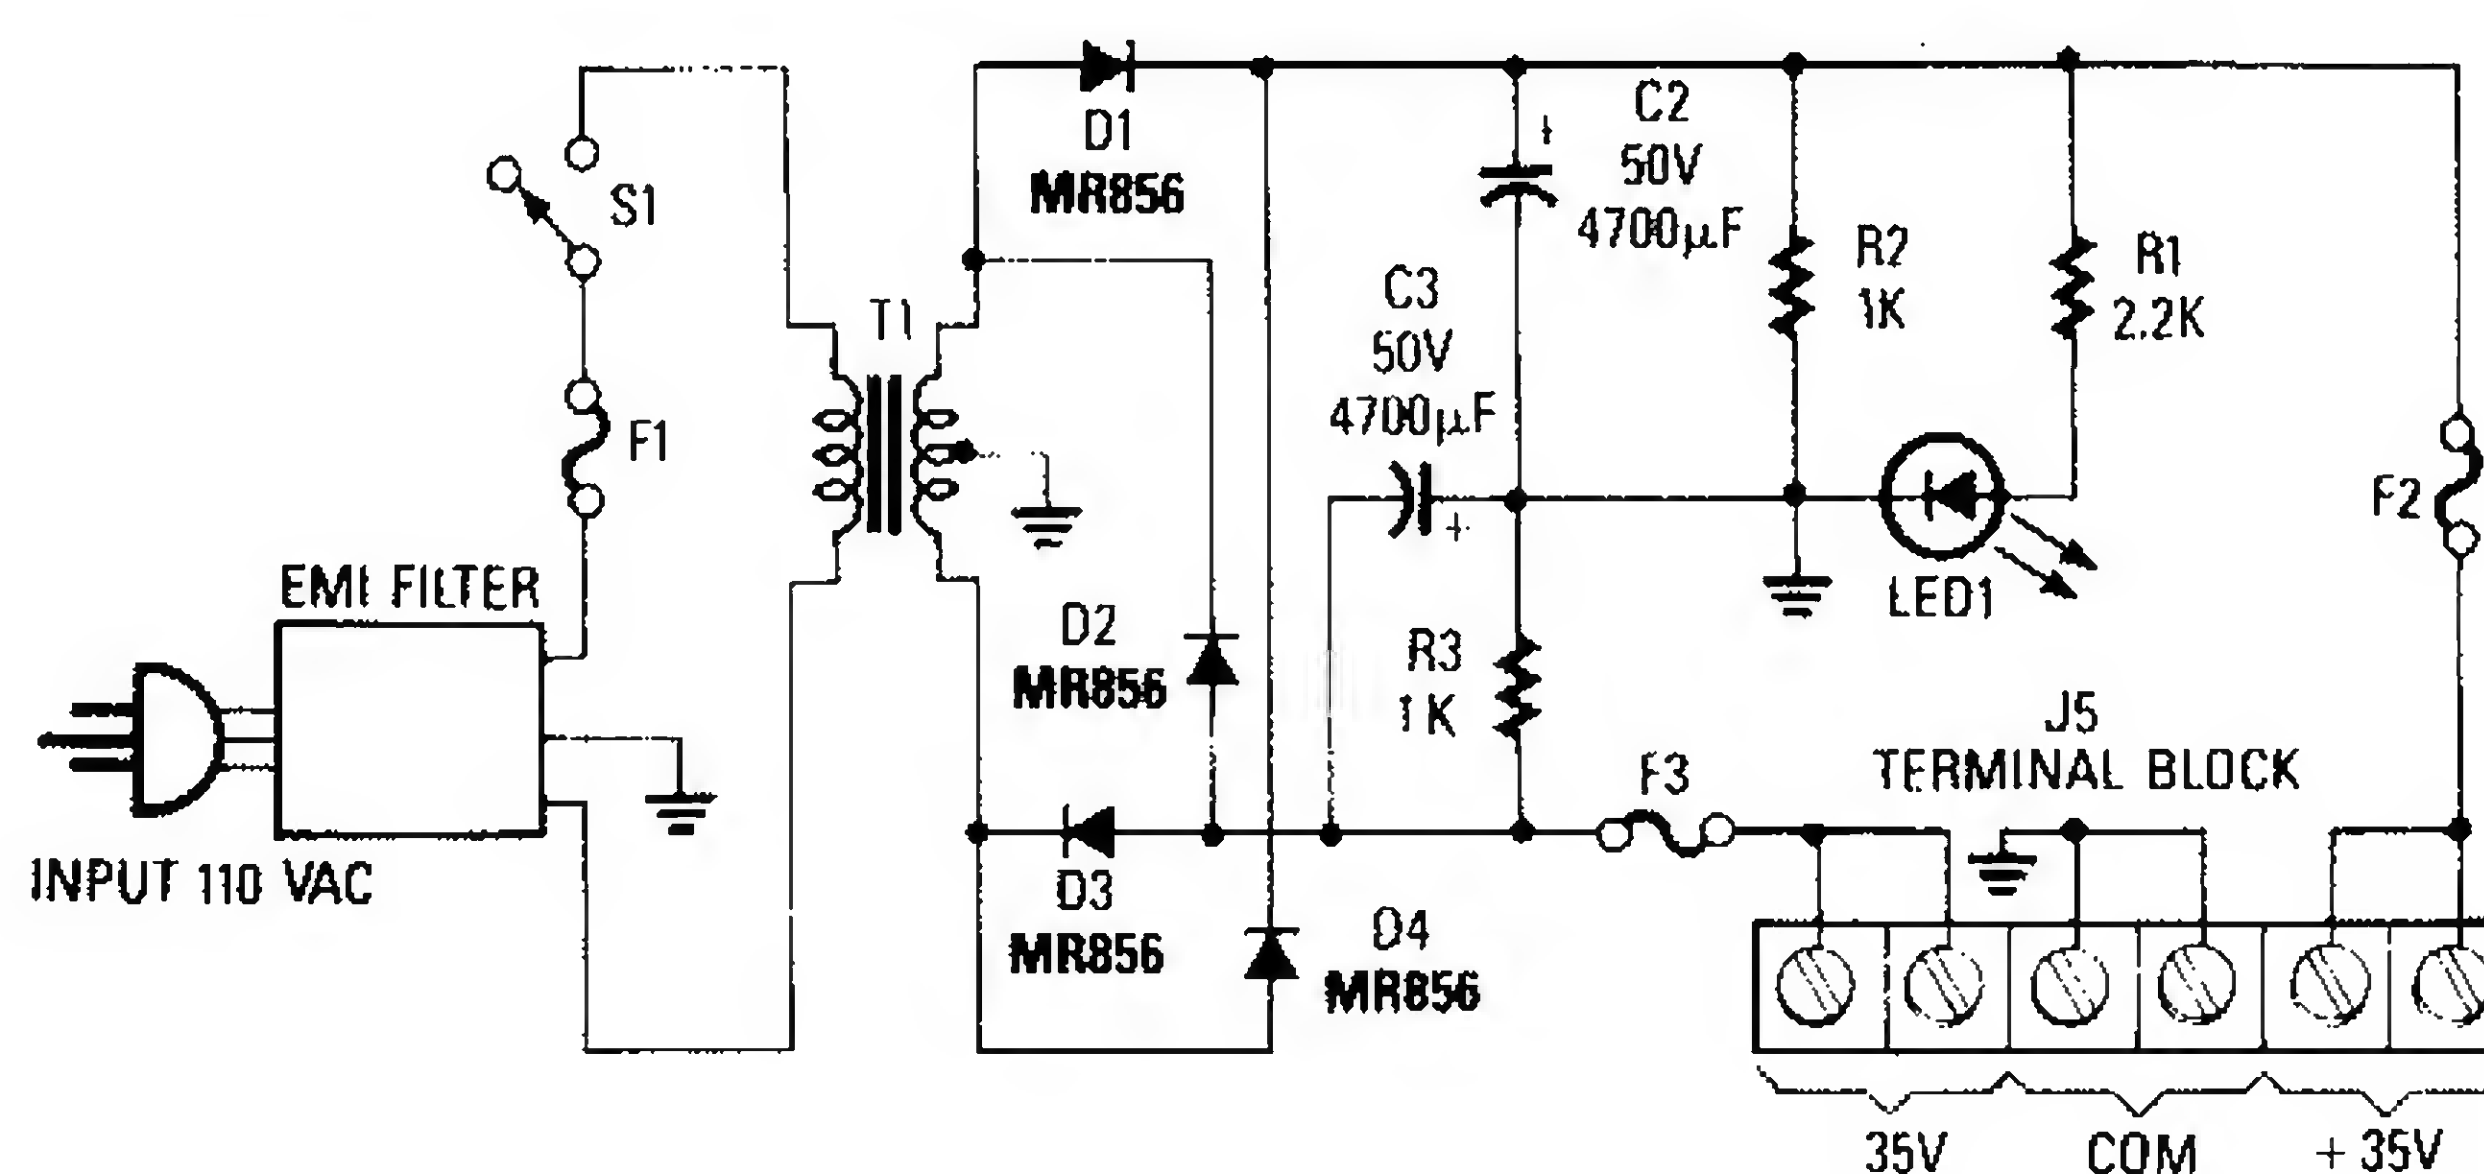 S1
F1
EMI FILTER
INPUT 110 VAC
T1
D1
MR856
D2
MR856
D3
MR856
D4
MR856
C2
50V
4700µF
C3
50V
4700µF
R2
1K
R1
2.2K
LED1
R3
1K
F2
F3
J5
TERMINAL BLOCK
35V
COM
+ 35V
+
+